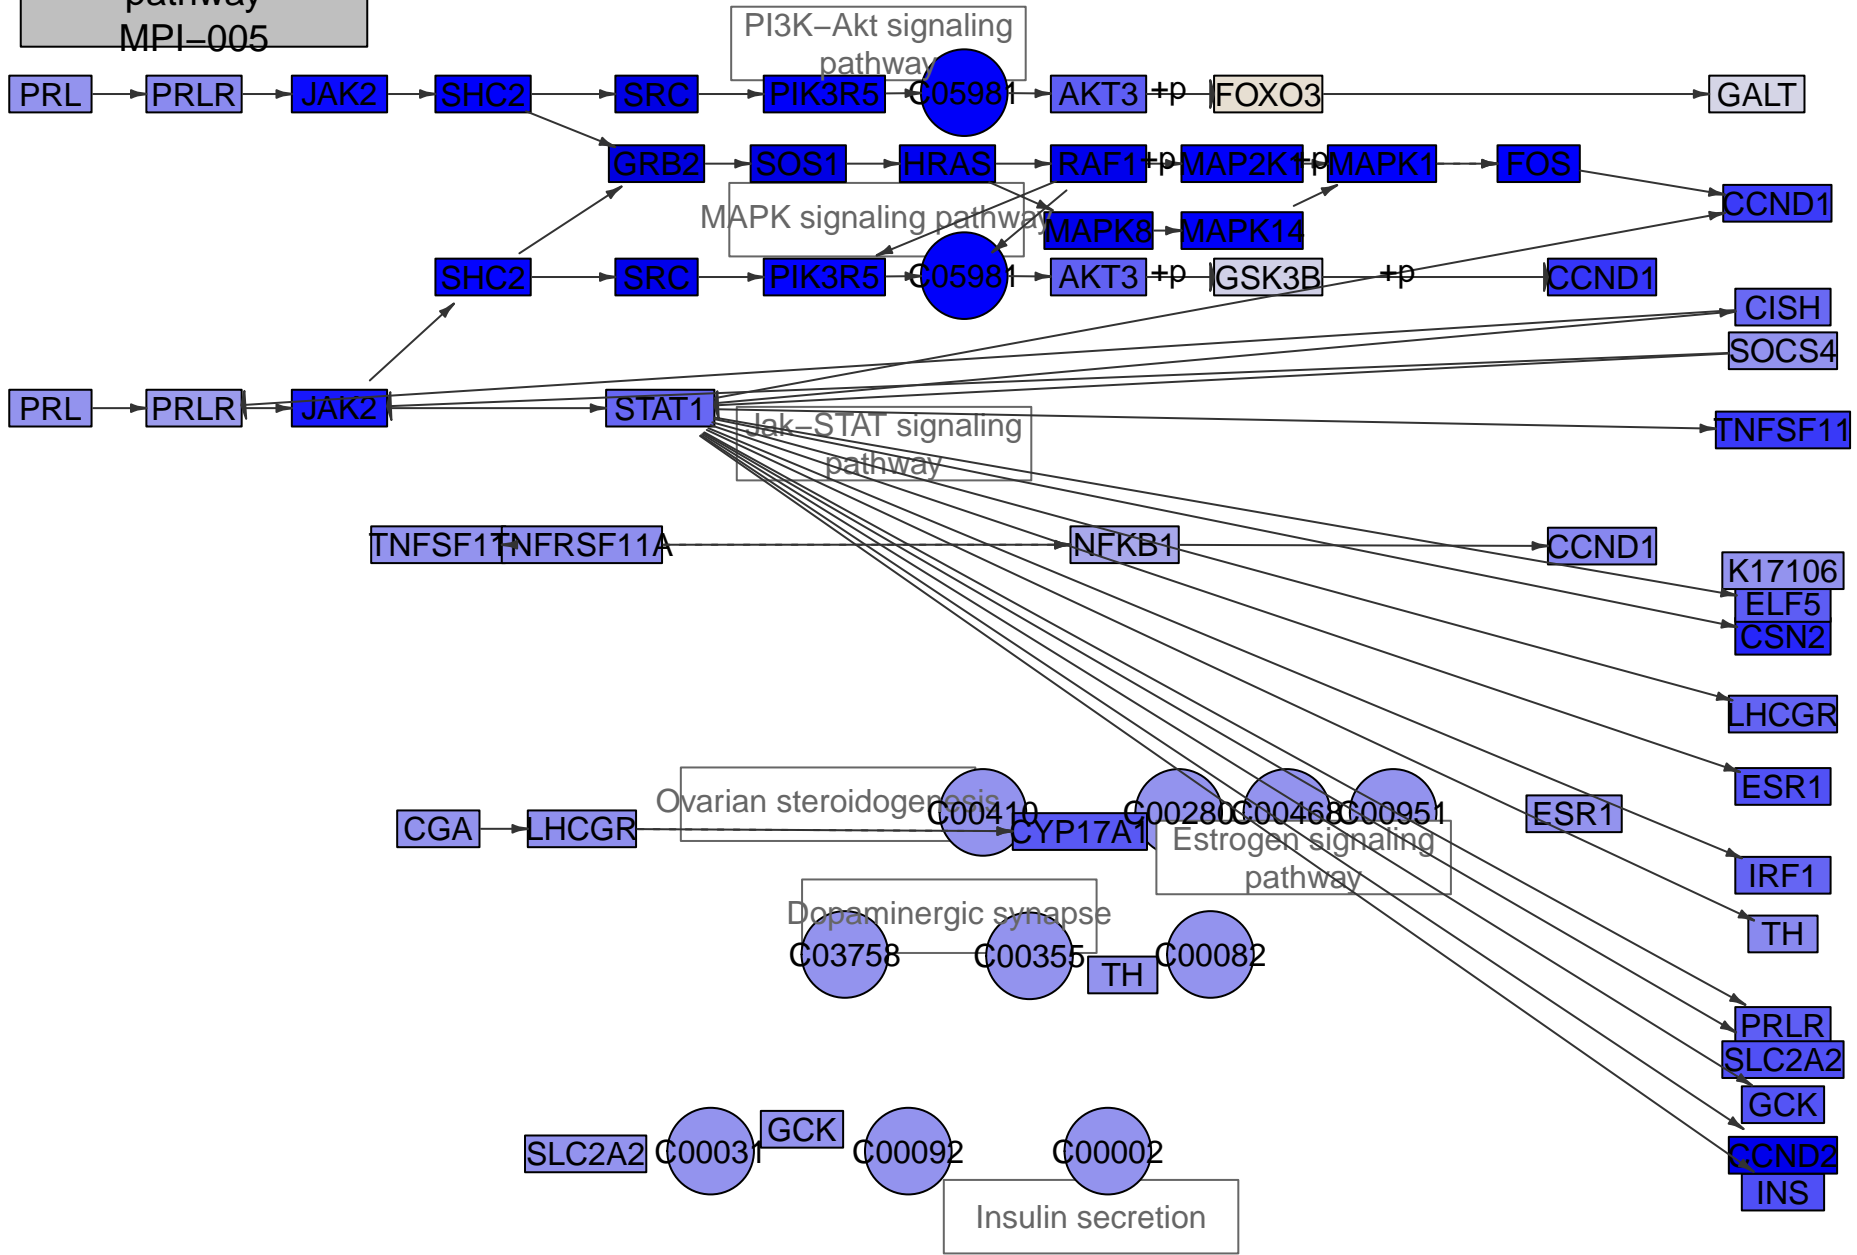 pathway
MPI−005
PI3K−Akt signaling
pathway
PRL
PRLR
JAK2
SHC2
SRC
PIK3R5
C05981
AKT3
+p
FOXO3
GALT
GRB2
SOS1
HRAS
RAF1
+p
MAP2K1
+p
MAPK1
FOS
CCND1
MAPK signaling pathway
MAPK8
MAPK14
SHC2
SRC
PIK3R5
C05981
AKT3
+p
GSK3B
+p
CCND1
CISH
SOCS4
PRL
PRLR
JAK2
STAT1
Jak−STAT signaling
pathway
TNFSF11
TNFSF11
TNFRSF11A
NFKB1
CCND1
K17106
ELF5
CSN2
LHCGR
ESR1
Ovarian steroidogenesis
C00410
C00280
C00468
C00951
ESR1
CGA
LHCGR
CYP17A1
Estrogen signaling
pathway
IRF1
Dopaminergic synapse
TH
C03758
C00355
TH
C00082
PRLR
SLC2A2
GCK
SLC2A2
C00031
GCK
C00092
C00002
CCND2
INS
Insulin secretion